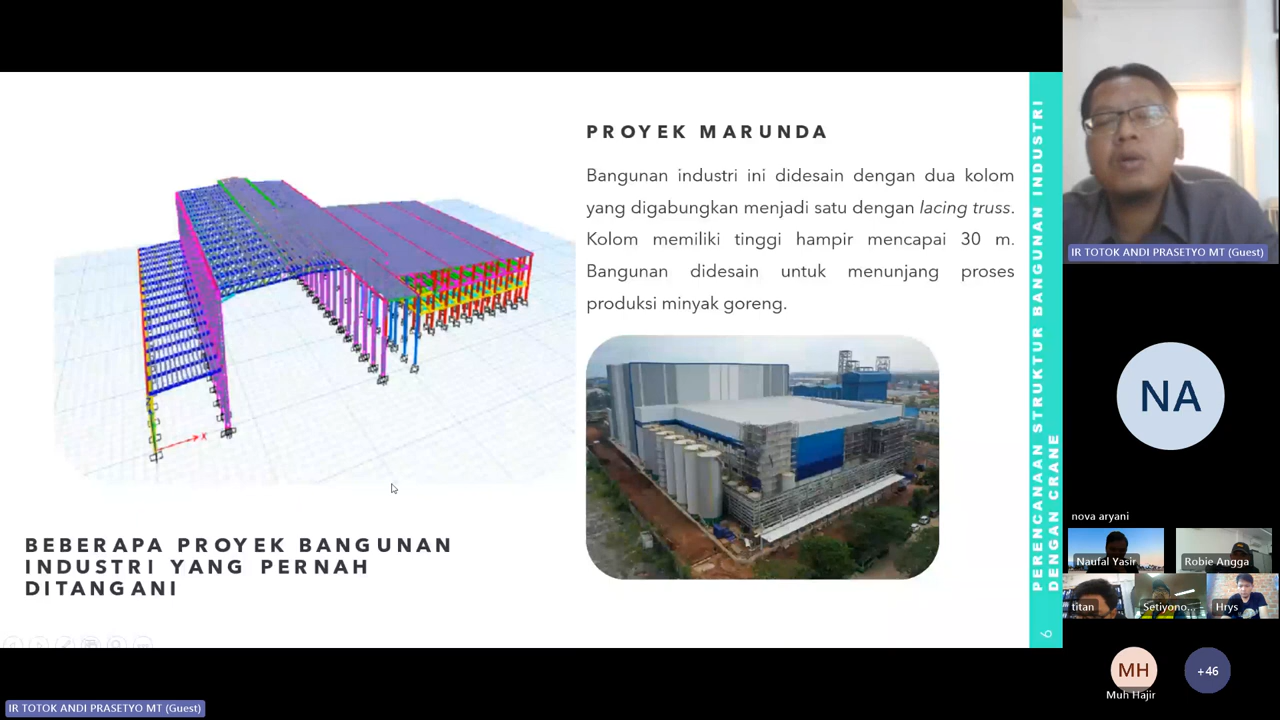 PROYEK MARUNDA
Bangunan industri ini didesain dengan dua kolom
yang digabungkan menjadi satu dengan lacing truss.
Kolom memiliki tinggi hampir mencapai 30 m.
Bangunan didesain untuk menunjang proses
produksi minyak goreng.
X
BEBERAPA PROYEK BANGUNAN
INDUSTRI YANG PERNAH
DITANGANI
PERENCANAAN STRUKTUR BANGUNAN INDUSTRI
DENGAN CRANE
6
IR TOTOK ANDI PRASETYO MT (Guest)
NA
nova aryani
Naufal Yasir
Robie Angga
titan
Setiyono...
Hrys
MH
+46
Muh Hajir
IR TOTOK ANDI PRASETYO MT (Guest)